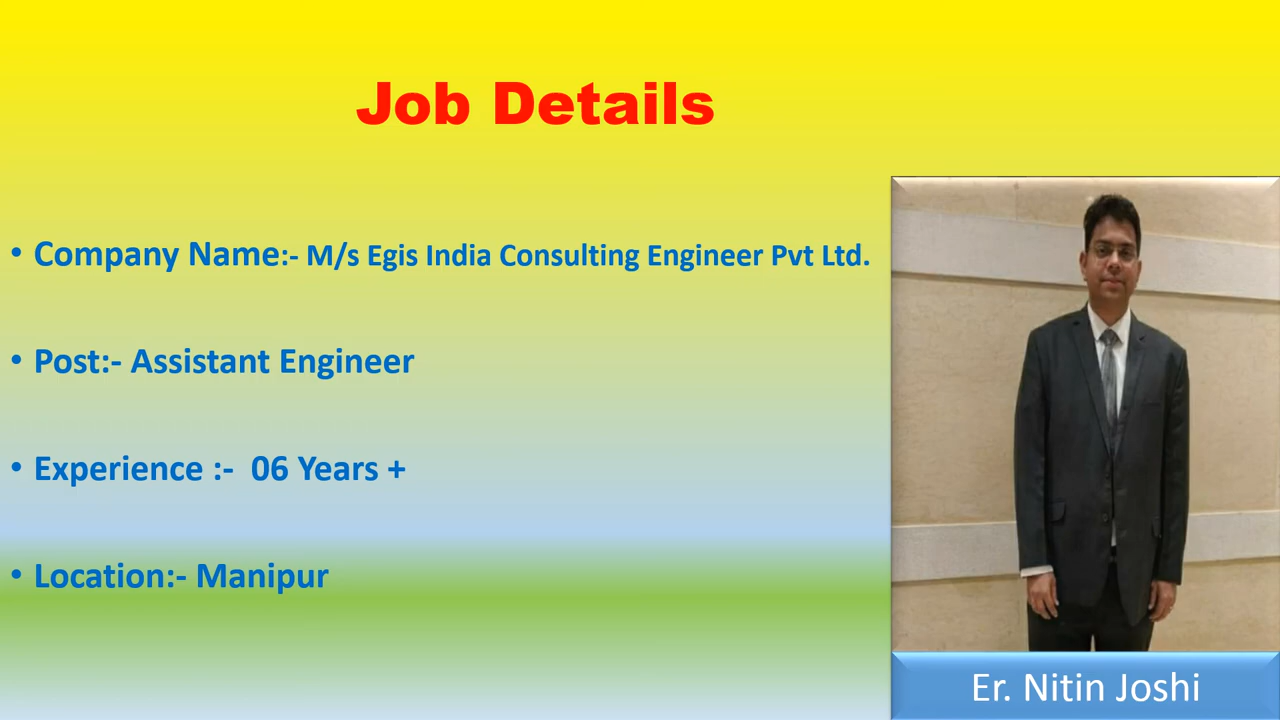 Job Details
• Company Name:- M/s Egis India Consulting Engineer Pvt Ltd.
• Post:- Assistant Engineer
• Experience :-  06 Years +
• Location:- Manipur
Er. Nitin Joshi